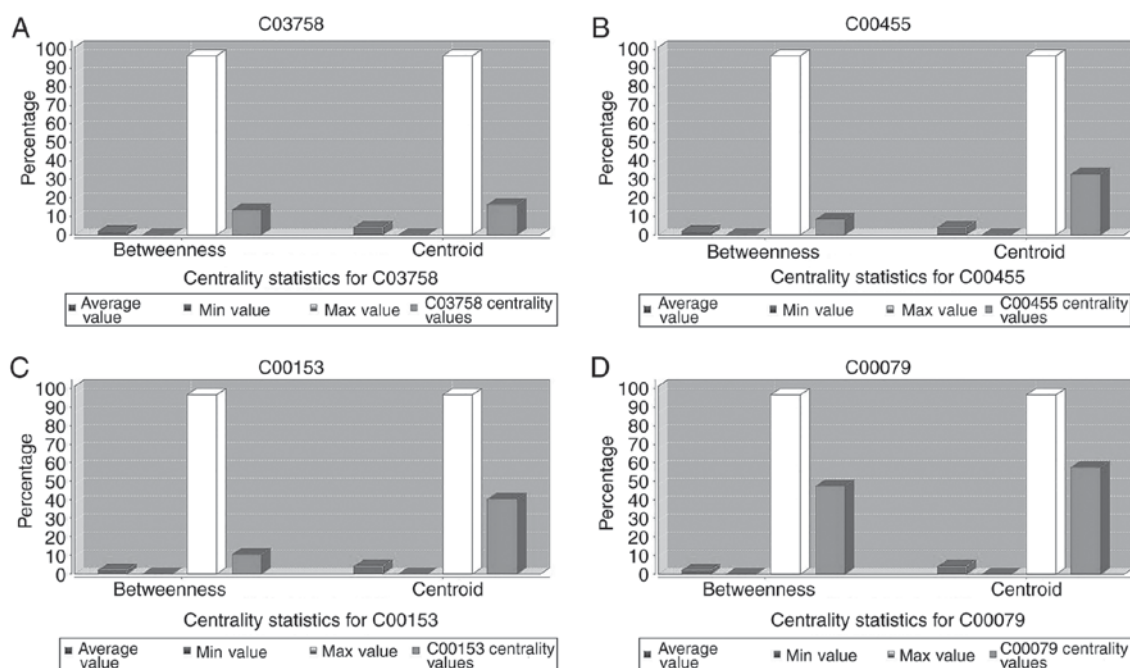 A
C03758
Percentage
100
90
80
70
60
50
40
30
20
10
0
Betweenness Centroid
Centrality statistics for C03758
Average value Min value Max value C03758 centrality values
B
C00455
Percentage
100
90
80
70
60
50
40
30
20
10
0
Betweenness Centroid
Centrality statistics for C00455
Average value Min value Max value C00455 centrality values
C
C00153
Percentage
100
90
80
70
60
50
40
30
20
10
0
Betweenness Centroid
Centrality statistics for C00153
Average value Min value Max value C00153 centrality values
D
C00079
Percentage
100
90
80
70
60
50
40
30
20
10
0
Betweenness Centroid
Centrality statistics for C00079
Average value Min value Max value C00079 centrality values